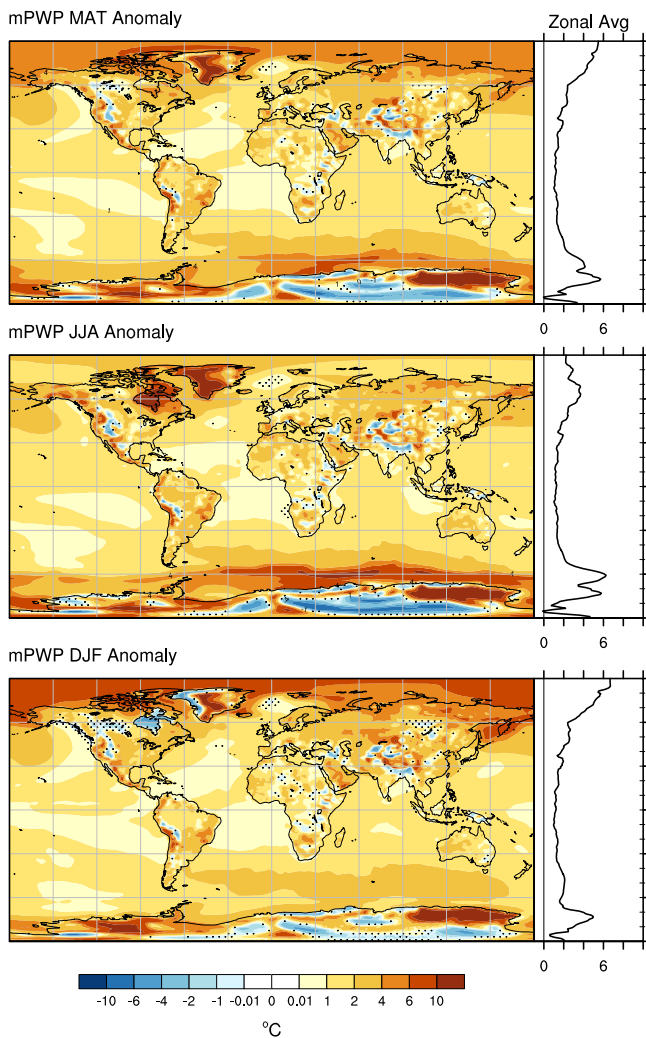 mPWP MAT Anomaly Zonal Avg
0 6
mPWP JJA Anomaly
0 6
mPWP DJF Anomaly
0 6
-10 -6 -4 -2 -1 -0.01 0 0.01 1 2 4 6 10
°C